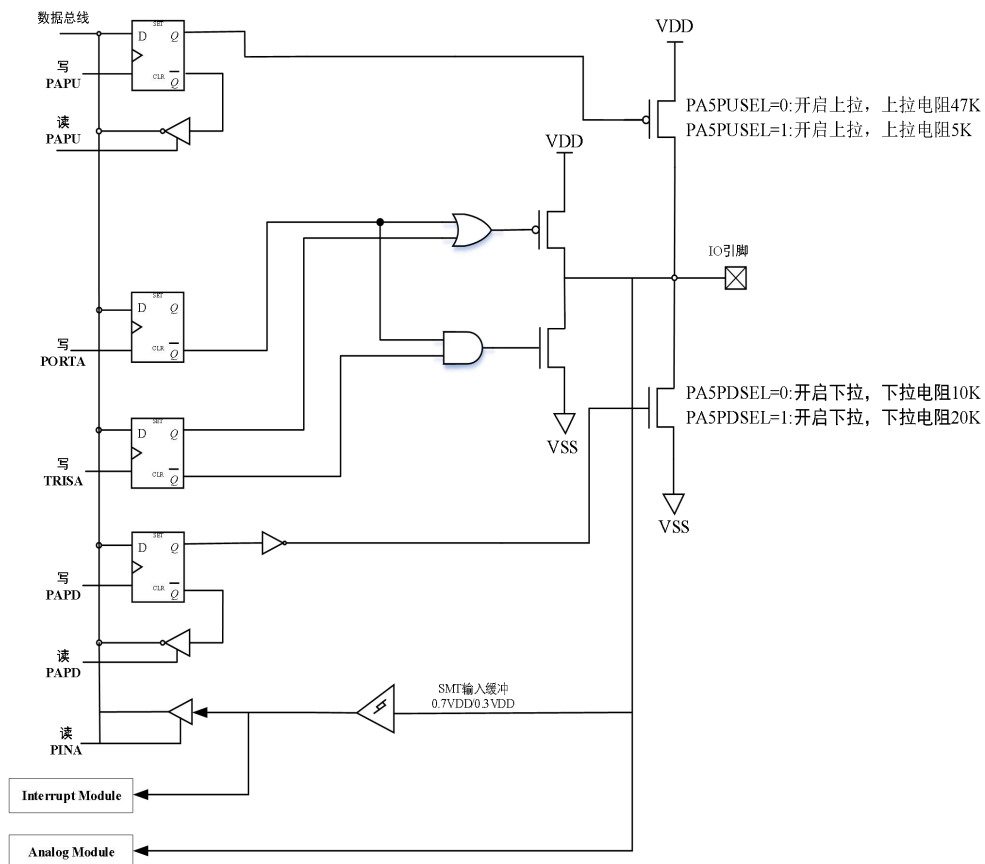 数据总线
SET
D Q
写
PAPU
CLR Q
读
PAPU
VDD
PA5PUSEL=0:开启上拉，上拉电阻47K
PA5PUSEL=1:开启上拉，上拉电阻5K
VDD
IO引脚
SET
D Q
写
PORTA
CLR Q
VSS
PA5PDSEL=0:开启下拉，下拉电阻10K
PA5PDSEL=1:开启下拉，下拉电阻20K
SET
D Q
写
TRISA
CLR Q
VSS
SET
D Q
写
PAPD
CLR Q
读
PAPD
SMT输入缓冲
0.7VDD/0.3VDD
读
PINA
Interrupt Module
Analog Module